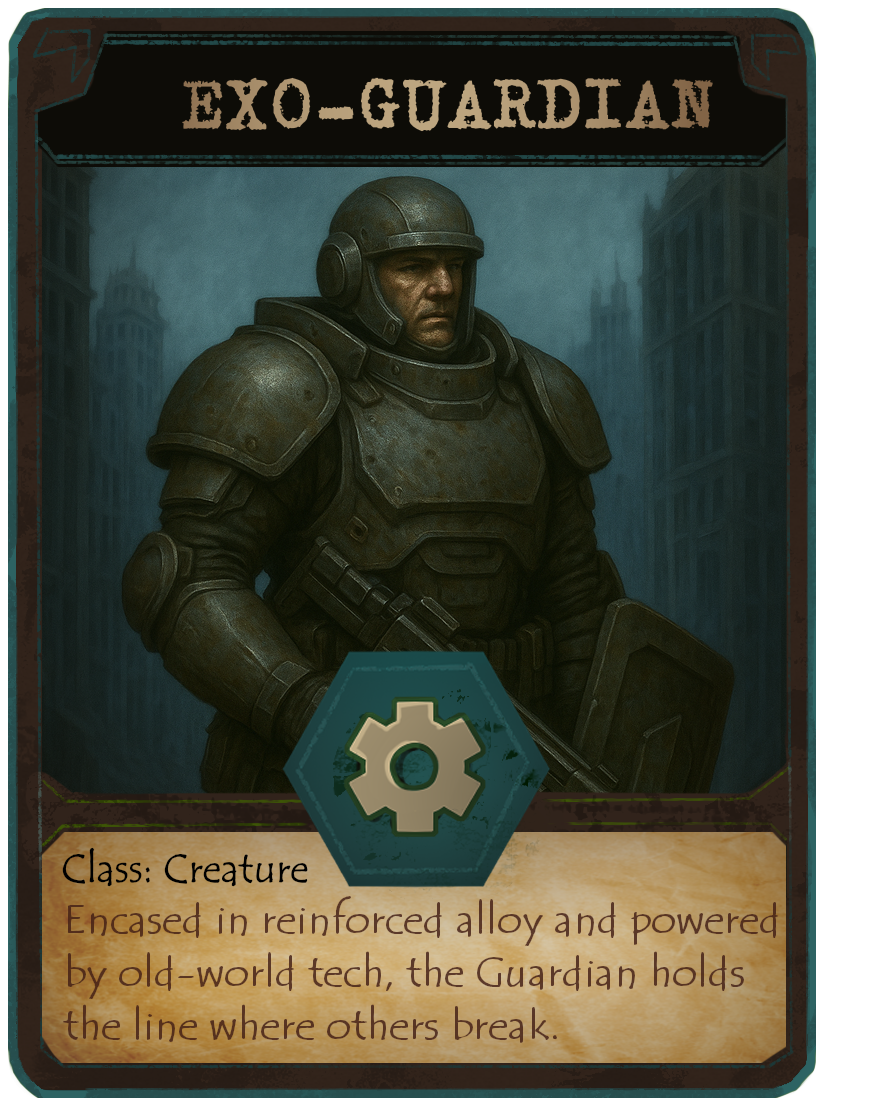 EXO-GUARDIAN
Class: Creature
Encased in reinforced alloy and powered
by old-world tech, the Guardian holds
the line where others break.